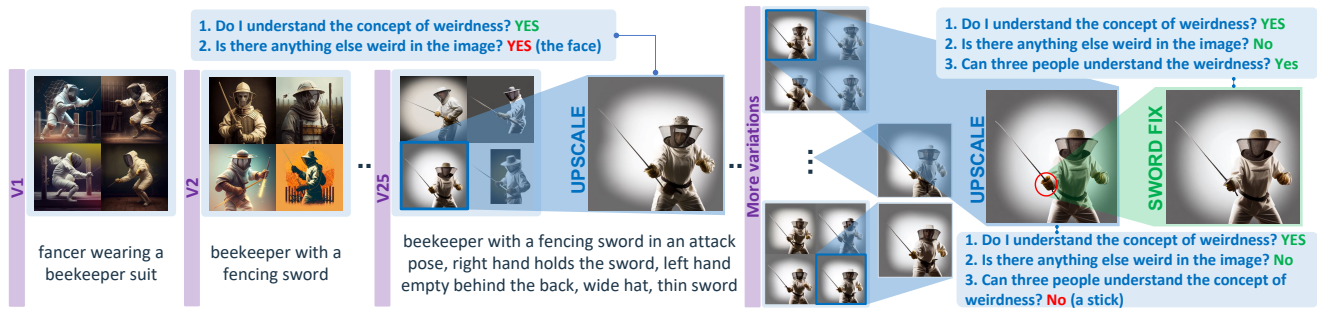 1. Do I understand the concept of weirdness? YES
2. Is there anything else weird in the image? YES (the face)
V1
fancer wearing a
beekeeper suit
V2
beekeeper with a
fencing sword
..
V25
beekeeper with a fencing sword in an attack
pose, right hand holds the sword, left hand
empty behind the back, wide hat, thin sword
UPSCALE
..
More variations
⋮
UPSCALE
SWORD FIX
1. Do I understand the concept of weirdness? YES
2. Is there anything else weird in the image? No
3. Can three people understand the weirdness? Yes
1. Do I understand the concept of weirdness? YES
2. Is there anything else weird in the image? No
3. Can three people understand the concept of
weirdness? No (a stick)